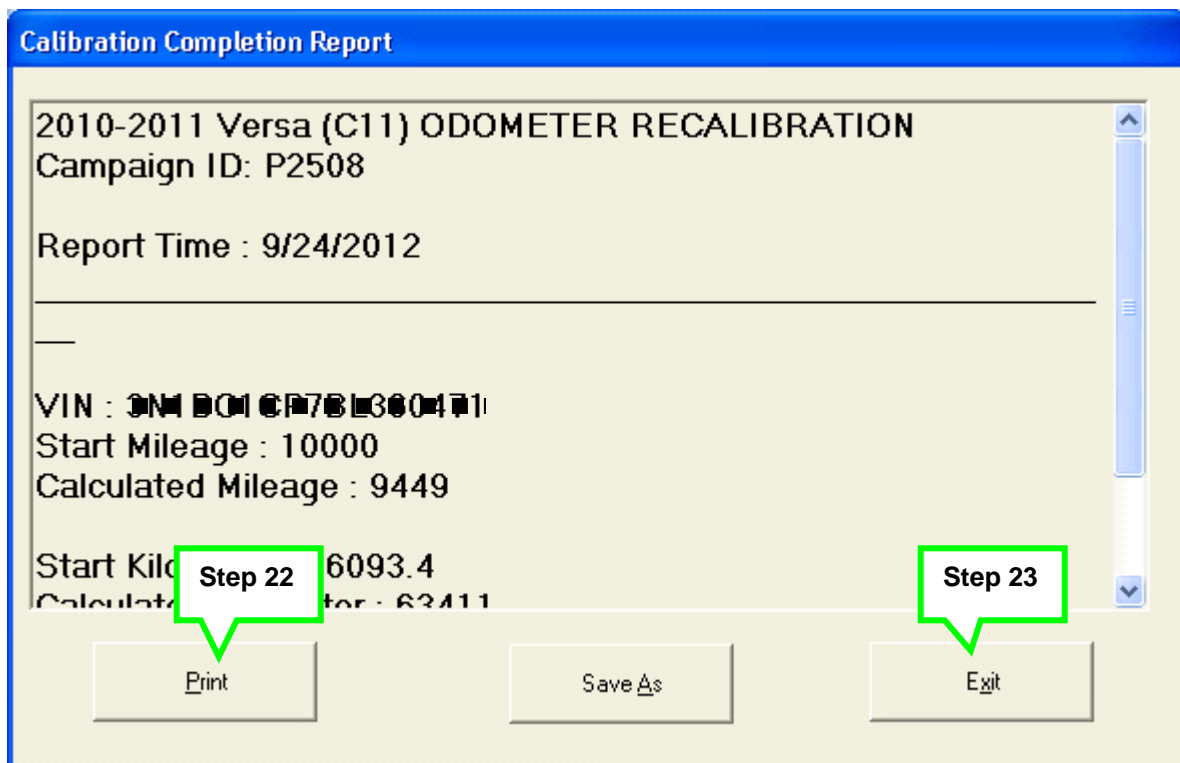 Calibration Completion Report
2010-2011 Versa (C11) ODOMETER RECALIBRATION
Campaign ID: P2508
Report Time : 9/24/2012
VIN :
Start Mileage : 10000
Calculated Mileage : 9449
Start 6093.4
63411
Step 22
Step 23
Print
Save As
Exit